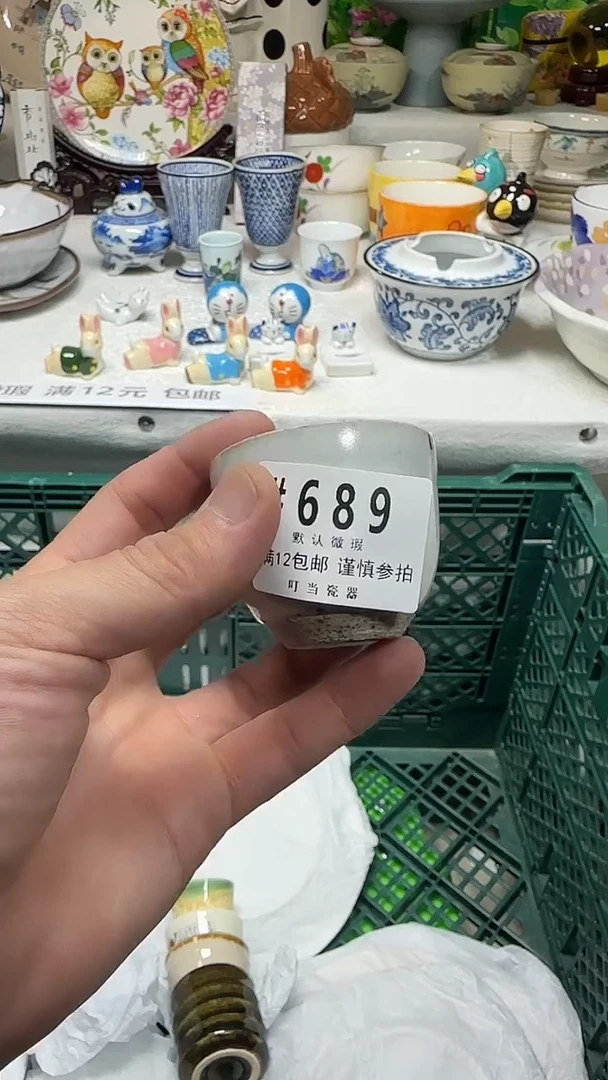 瑕 满12元 包邮
#689
默认微瑕
满12包邮 谨慎参拍
叮当瓷器